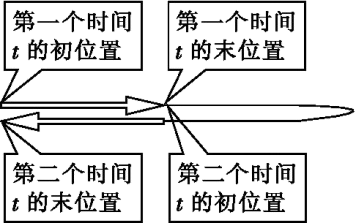 第一个时间
t 的初位置
第一个时间
t 的末位置
第二个时间
t 的末位置
第二个时间
t 的初位置